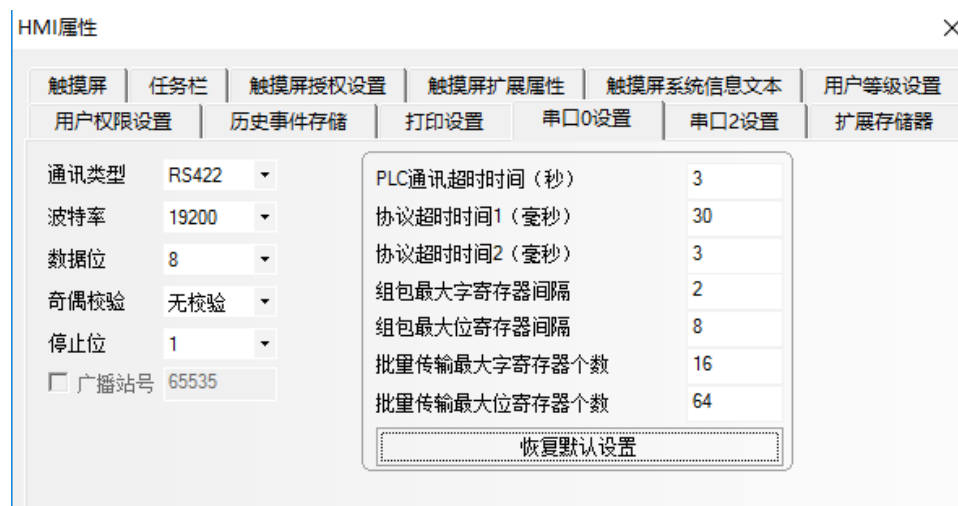 HMI属性
触摸屏 任务栏 触摸屏授权设置 触摸屏扩展属性 触摸屏系统信息文本 用户等级设置
用户权限设置 历史事件存储 打印设置 串口0设置 串口2设置 扩展存储器
通讯类型 RS422
波特率 19200
数据位 8
奇偶校验 无校验
停止位 1
广播站号 65535
PLC通讯超时时间（秒） 3
协议超时时间1（毫秒） 30
协议超时时间2（毫秒） 3
组包最大字寄存器间隔 2
组包最大位寄存器间隔 8
批量传输最大字寄存器个数 16
批量传输最大位寄存器个数 64
恢复默认设置